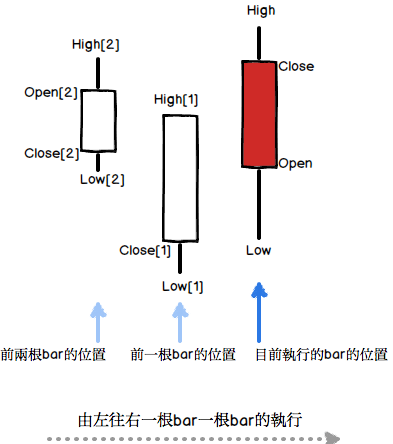 High
High[2]
Close
Open[2]
High[1]
Close[2]
Open
Low[2]
Close[1]
Low
Low[1]
前兩根bar的位置 前一根bar的位置 目前執行的bar的位置
由左往右一根bar一根bar的執行